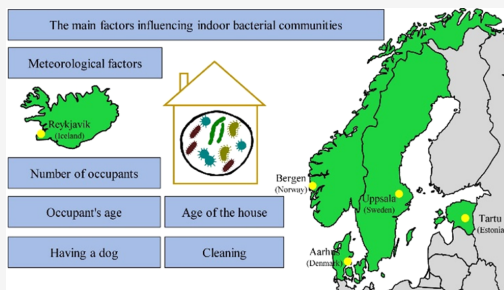 The main factors influencing indoor bacterial communities
Meteorological factors
Reykjavik
(Iceland)
Number of occupants
Occupant's age
Age of the house
Having a dog
Cleaning
Bergen
(Norway)
Uppsala
(Sweden)
Tartu
(Estonia
Aarhus
(Denmark)